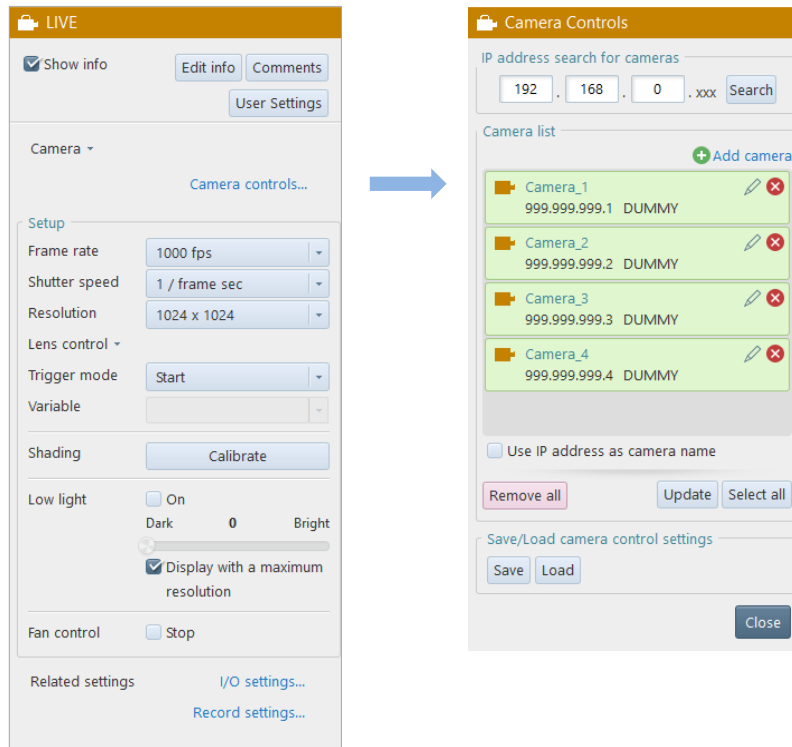 LIVE
Show info
Edit info
Comments
User Settings
Camera
Camera controls...
Setup
Frame rate 1000 fps
Shutter speed 1 / frame sec
Resolution 1024 x 1024
Lens control
Trigger mode Start
Variable
Shading Calibrate
Low light On
Dark 0 Bright
Display with a maximum
resolution
Fan control Stop
Related settings I/O settings...
Record settings...
Camera Controls
IP address search for cameras
192 . 168 . 0 . xxx Search
Camera list
Add camera
Camera_1
999.999.999.1 DUMMY
Camera_2
999.999.999.2 DUMMY
Camera_3
999.999.999.3 DUMMY
Camera_4
999.999.999.4 DUMMY
Use IP address as camera name
Remove all Update Select all
Save/Load camera control settings
Save Load
Close